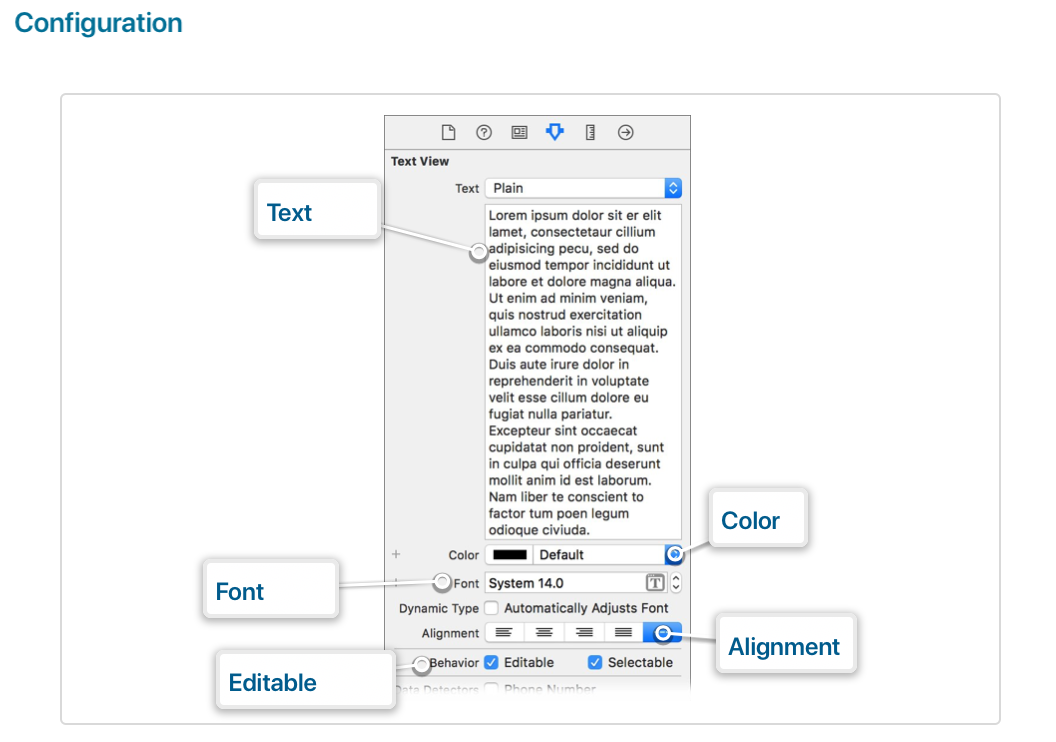 Configuration
Text View
Text
Text Plain
Lorem ipsum dolor sit er elit
lamet, consectetaur cillium
adipisicing pecu, sed do
eiusmod tempor incididunt ut
labore et dolore magna aliqua.
Ut enim ad minim veniam,
quis nostrud exercitation
ullamco laboris nisi ut aliquip
ex ea commodo consequat.
Duis aute irure dolor in
reprehenderit in voluptate
velit esse cillum dolore eu
fugiat nulla pariatur.
Excepteur sint occaecat
cupidatat non proident, sunt
in culpa qui officia deserunt
mollit anim id est laborum.
Nam liber te conscient to
factor tum poen legum
odioque civiuda.
Color
+ Color Default
Font
+ Font System 14.0 T
Dynamic Type Automatically Adjusts Font
Alignment
Alignment
Behavior Editable Selectable
Editable
Data Detectors Phone Number